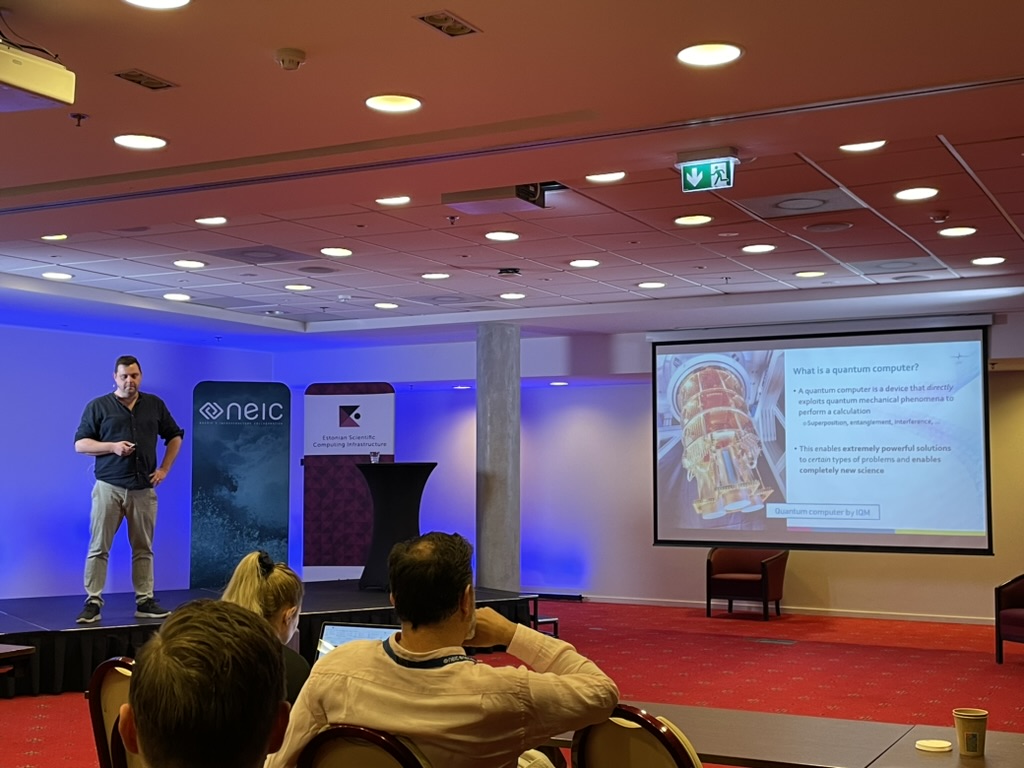 neic
Estonian Scientific
Computing Infrastructure
What is a quantum computer?
• A quantum computer is a device that directly
exploits quantum mechanical phenomena to
perform a calculation
Superposition, entanglement, interference, ...
• This enables extremely powerful solutions
to certain types of problems and enables
completely new science
Quantum computer by IQM
neic